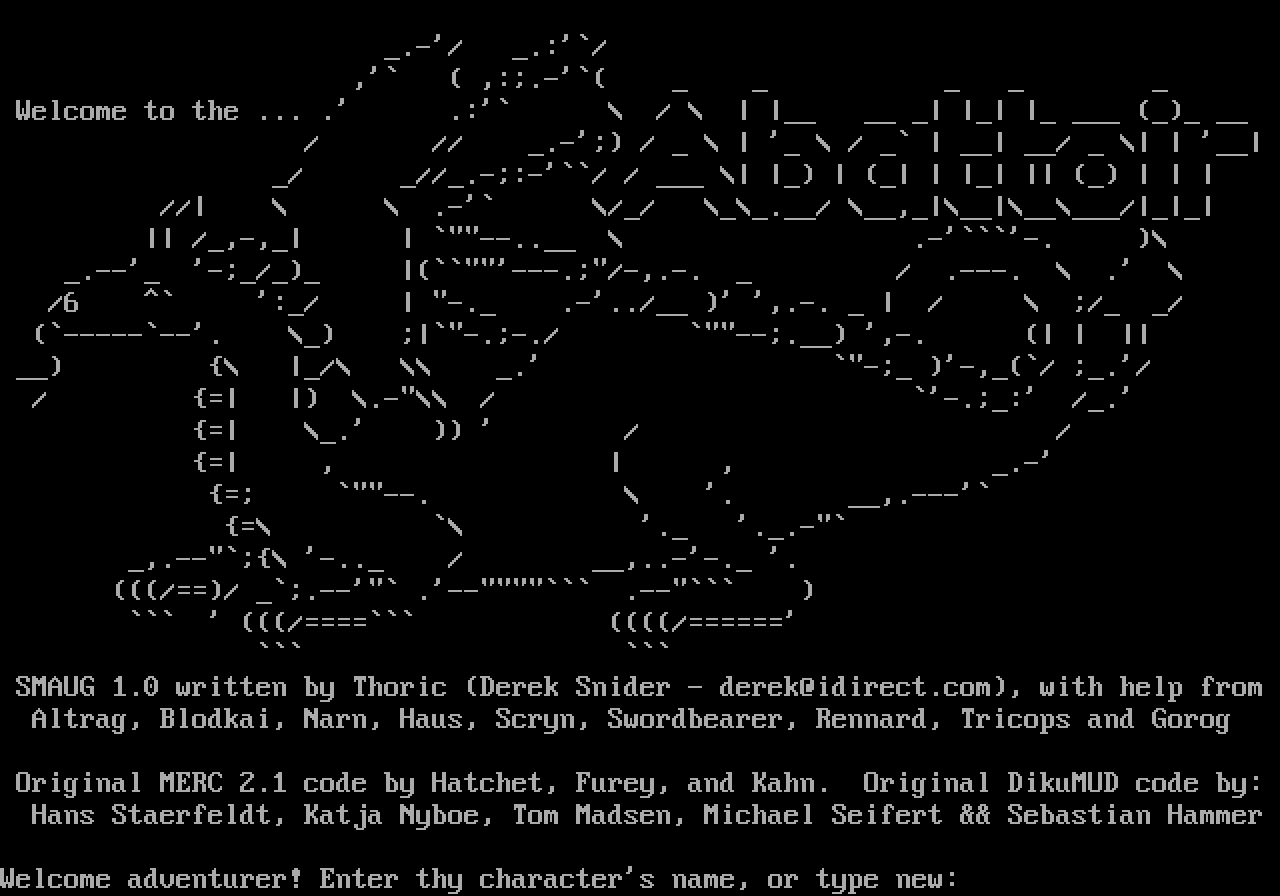 Welcome to the ...
Abattoir
SMAUG 1.0 written by Thoric (Derek Snider - derek@idirect.com), with help from
Altrag, Blodkai, Narn, Haus, Scryn, Swordbearer, Rennard, Tricops and Gorog
Original MERC 2.1 code by Hatchet, Furey, and Kahn.  Original DikuMUD code by:
Hans Staerfeldt, Katja Nyboe, Tom Madsen, Michael Seifert && Sebastian Hammer
Welcome adventurer! Enter thy character's name, or type new: